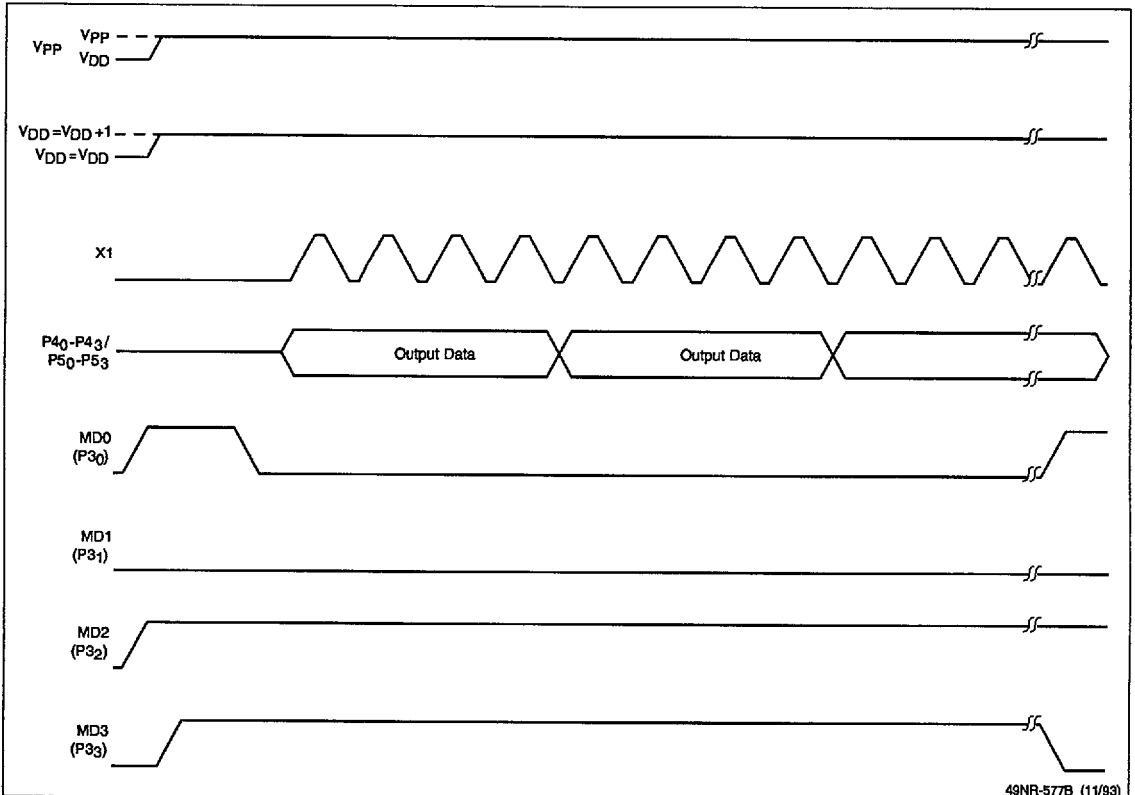 VPP
VPP
VDD
VDD=VDD+1
VDD=VDD
X1
P40-P43/
P50-P53
Output Data
Output Data
MD0
(P30)
MD1
(P31)
MD2
(P32)
MD3
(P33)
49NR-577B (11/93)